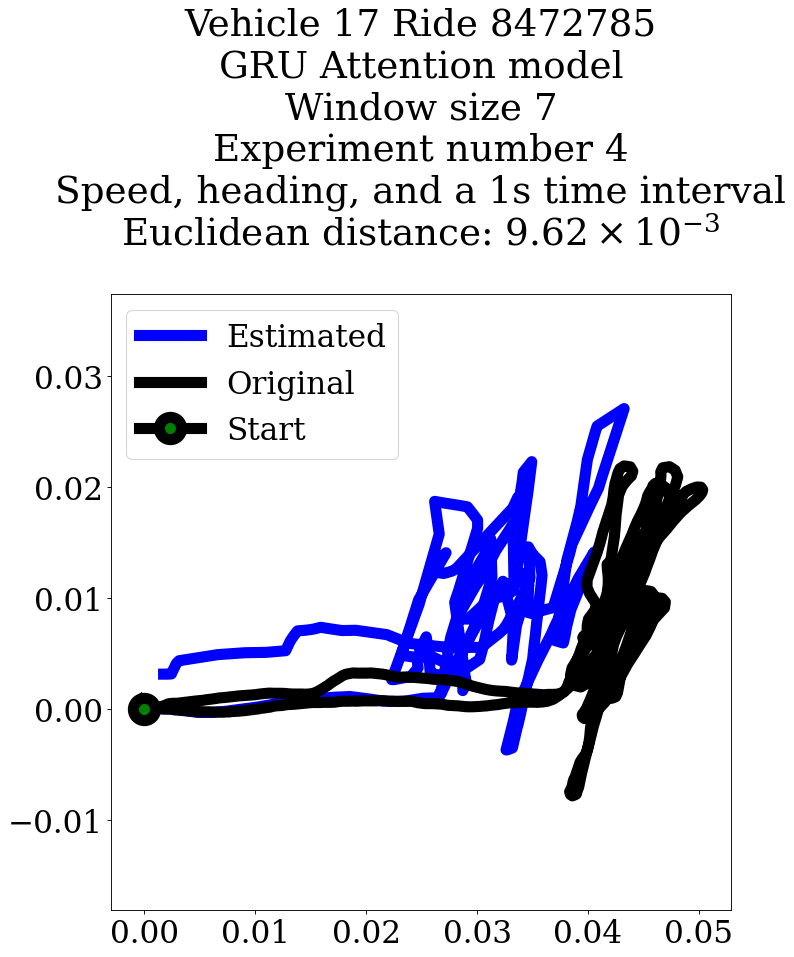 Vehicle 17 Ride 8472785
GRU Attention model
Window size 7
Experiment number 4
Speed, heading, and a 1s time interval
Euclidean distance: 9.62 × 10⁻³
Estimated
Original
Start
0.03
0.02
0.01
0.00
−0.01
0.00 0.01 0.02 0.03 0.04 0.05